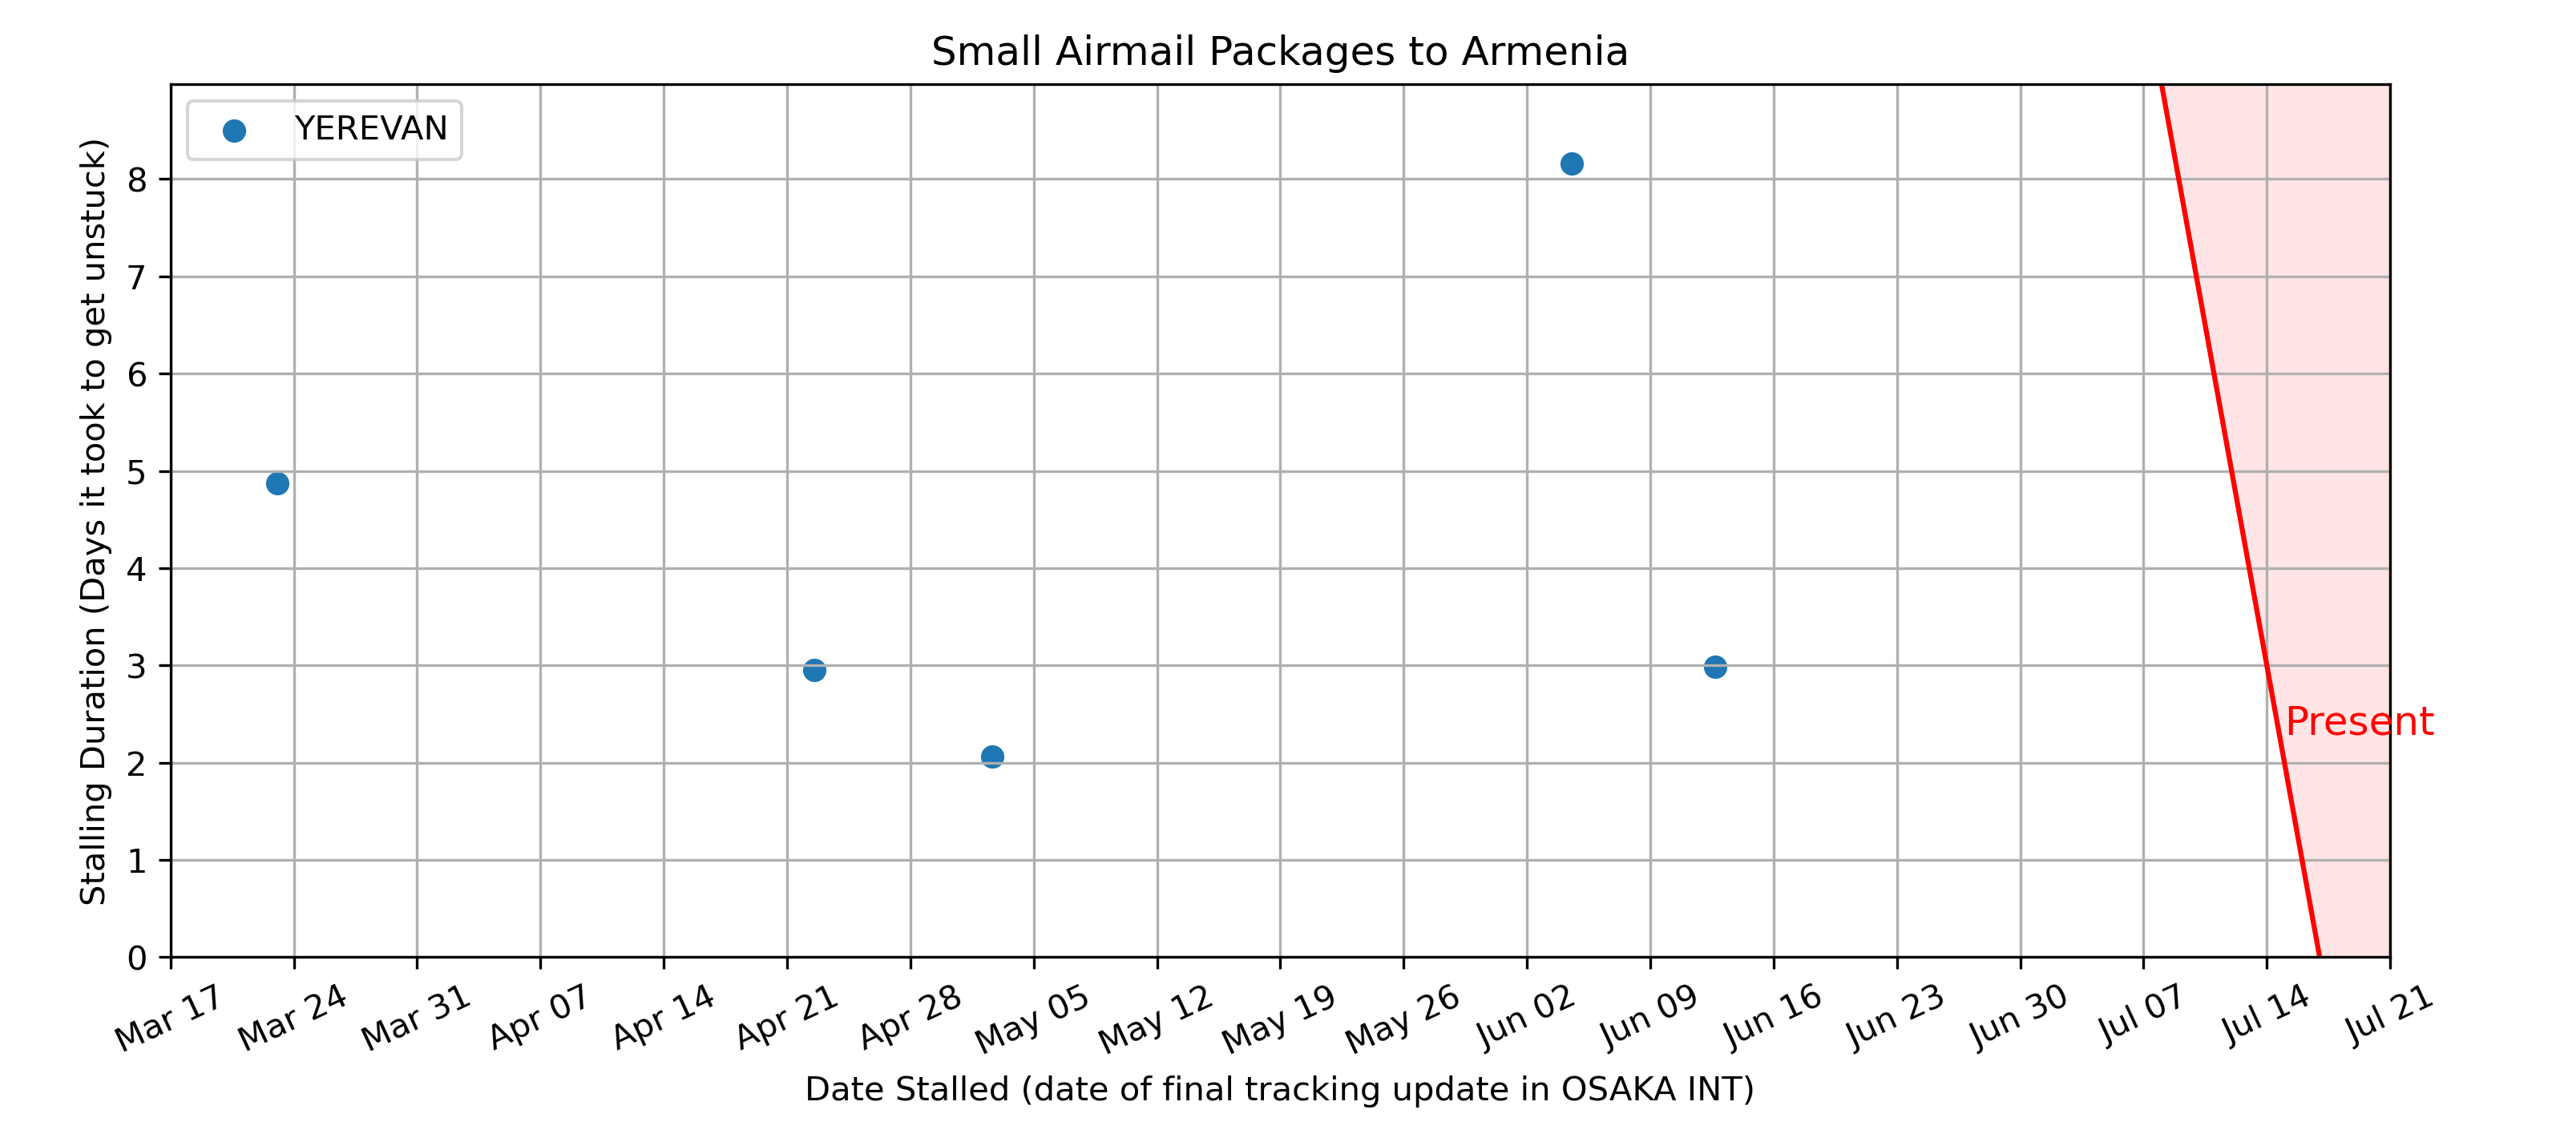 Small Airmail Packages to Armenia
YEREVAN
Stalling Duration (Days it took to get unstuck)
8
7
6
5
4
3
2
1
0
Present
Mar 17
Mar 24
Mar 31
Apr 07
Apr 14
Apr 21
Apr 28
May 05
May 12
May 19
May 26
Jun 02
Jun 09
Jun 16
Jun 23
Jun 30
Jul 07
Jul 14
Jul 21
Date Stalled (date of final tracking update in OSAKA INT)